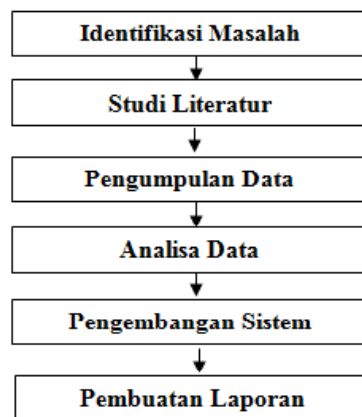 Identifikasi Masalah
Studi Literatur
Pengumpulan Data
Analisa Data
Pengembangan Sistem
Pembuatan Laporan